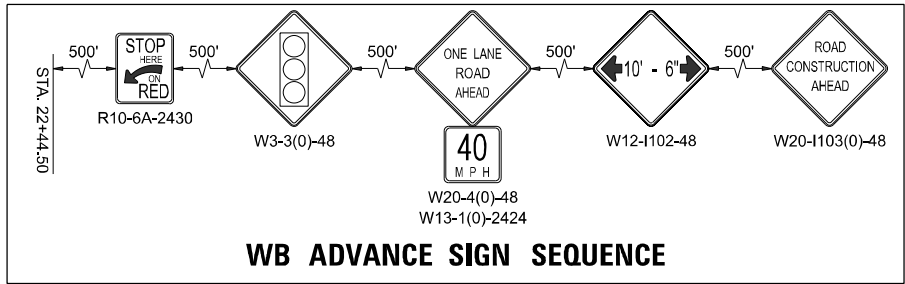 STA. 22+44.50
500'
STOP
HERE
ON
RED
R10-6A-2430
500'
W3-3(0)-48
500'
ONE LANE
ROAD
AHEAD
40
MPH
W20-4(0)-48
W13-1(0)-2424
500'
10' - 6"
W12-I102-48
500'
ROAD
CONSTRUCTION
AHEAD
W20-I103(0)-48
WB ADVANCE SIGN SEQUENCE